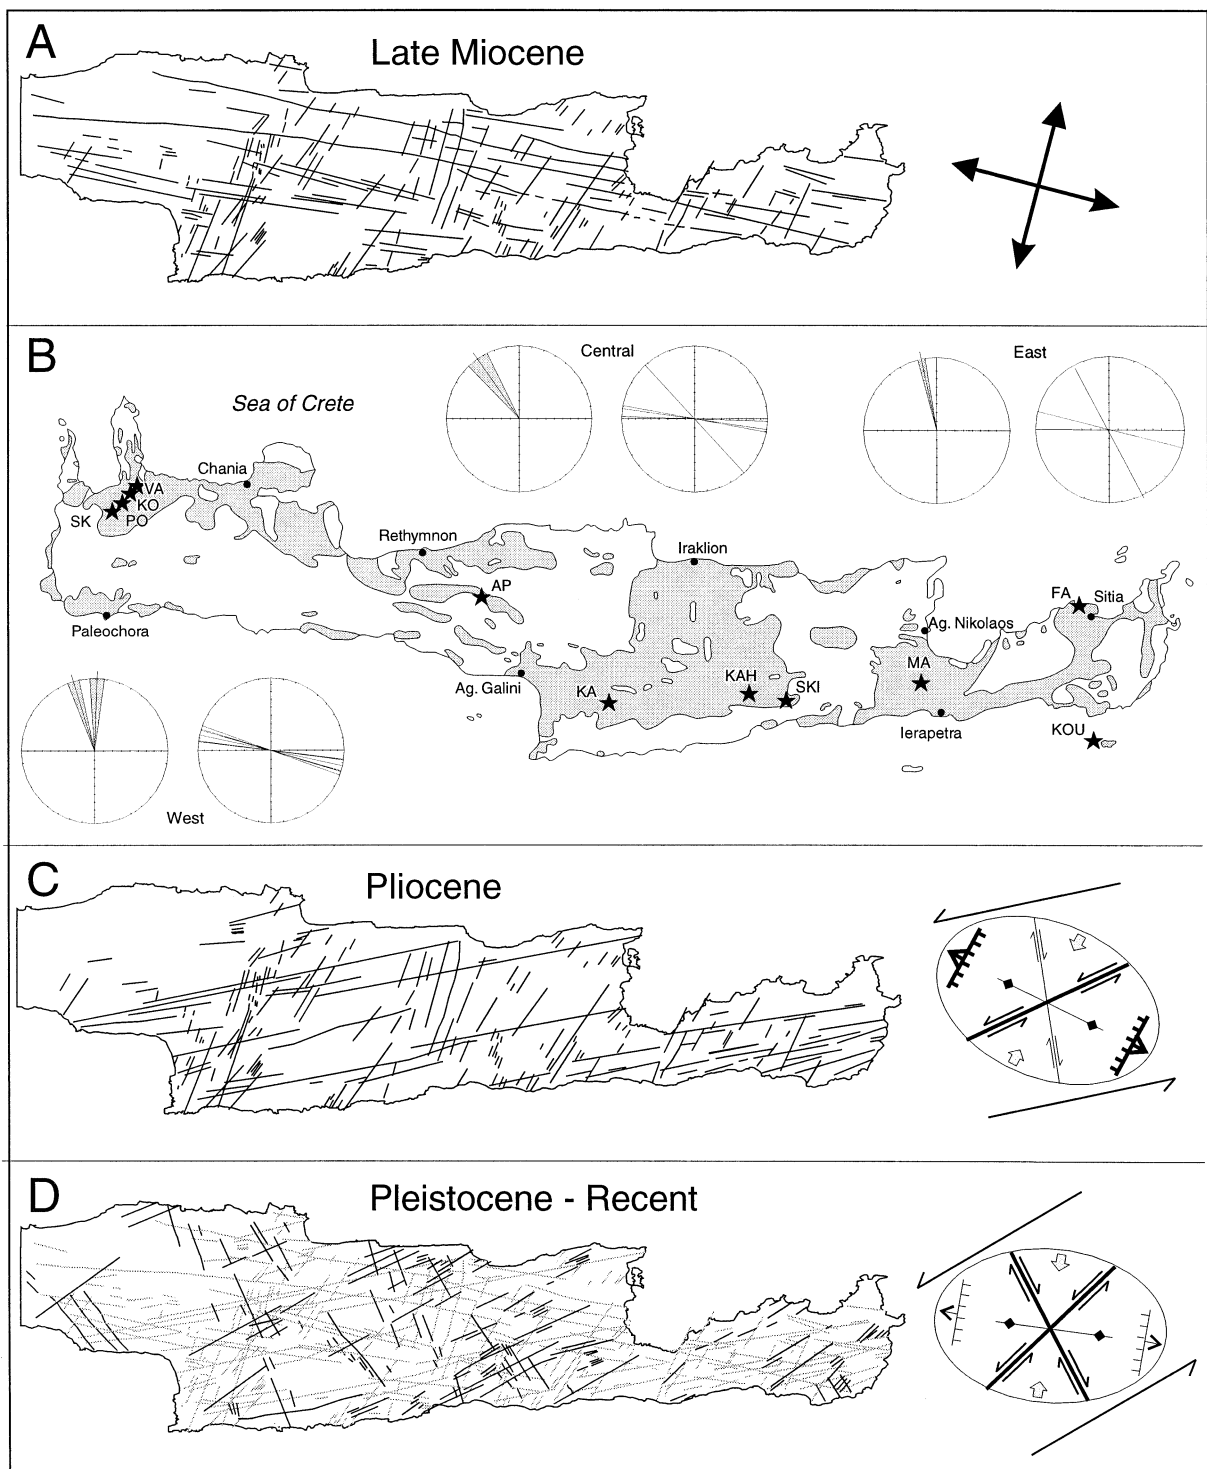 A
Late Miocene
B
Central
East
Sea of Crete
Chania
VA
KO
SK
PO
Rethymnon
Iraklion
AP
FA
Sitia
Paleochora
Ag. Nikolaos
MA
Ag. Galini
KA
KAH
SKI
Ierapetra
KOU
West
C
Pliocene
D
Pleistocene - Recent